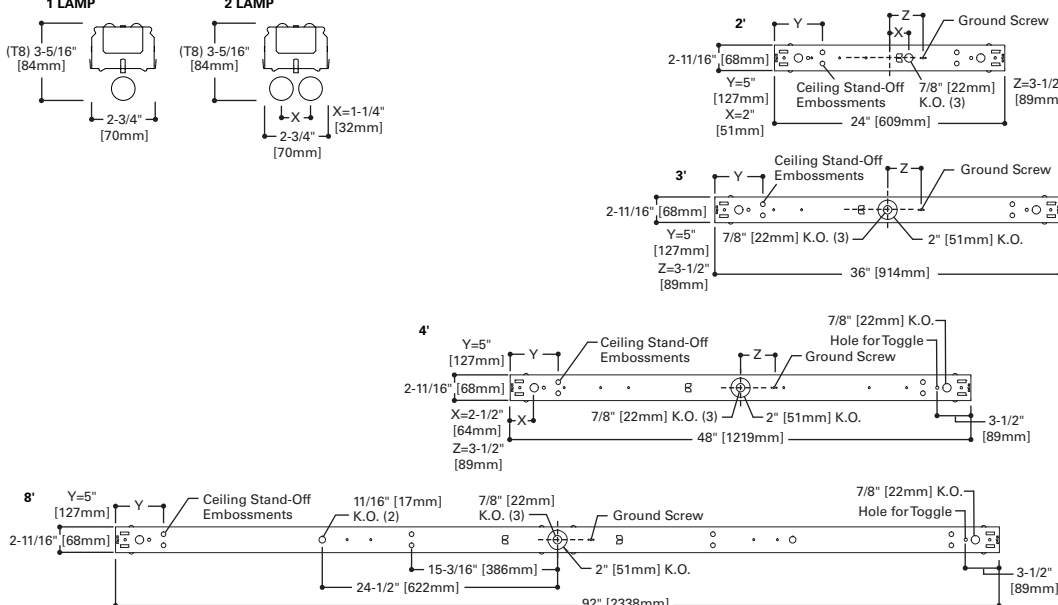 1 LAMP
2 LAMP
(T8) 3-5/16"
[84mm]
2-3/4"
[70mm]
(T8) 3-5/16"
[84mm]
X
X=1-1/4"
[32mm]
2-3/4"
[70mm]
2'
Y
Z
X
Ground Screw
2-11/16" [68mm]
Y=5"
[127mm]
X=2"
[51mm]
Ceiling Stand-Off
Embossments
7/8" [22mm]
K.O. (3)
Z=3-1/2
[89mm
24" [609mm]
3'
Y
Ceiling Stand-Off
Embossments
Z
Ground Screw
2-11/16" [68mm]
Y=5"
[127mm]
Z=3-1/2"
[89mm]
7/8" [22mm] K.O. (3)
2" [51mm] K.O.
36" [914mm]
4'
Y=5"
[127mm]
Y
Ceiling Stand-Off
Embossments
Z
Ground Screw
7/8" [22mm] K.O.
Hole for Toggle
2-11/16" [68mm]
X=2-1/2"
[64mm]
Z=3-1/2"
[89mm]
X
7/8" [22mm] K.O. (3)
2" [51mm] K.O.
48" [1219mm]
3-1/2"
[89mm]
8'
Y=5"
[127mm]
Y
Ceiling Stand-Off
Embossments
11/16" [17mm]
K.O. (2)
7/8" [22mm]
K.O. (3)
Ground Screw
7/8" [22mm] K.O.
Hole for Toggle
2-11/16" [68mm]
15-3/16" [386mm]
2" [51mm] K.O.
24-1/2" [622mm]
3-1/2"
[89mm]
92" [2338mm]